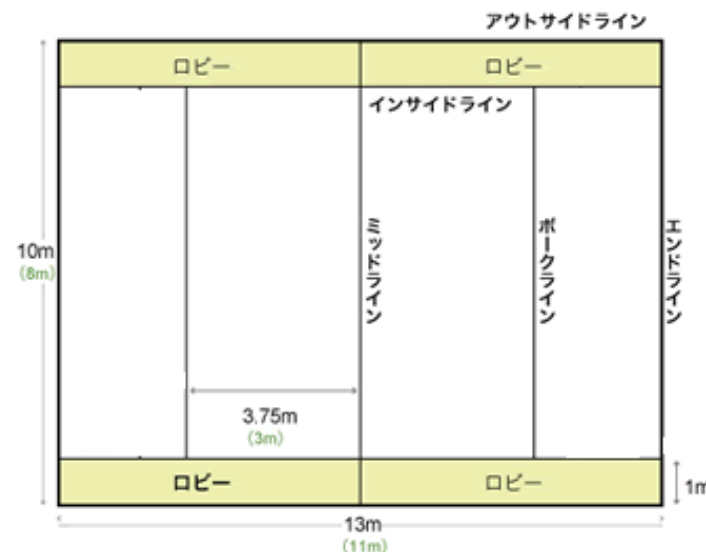 アウトサイドライン
ロビー
ロビー
インサイドライン
ミッドライン
ボークライン
エンドライン
10m
(8m)
3.75m
(3m)
ロビー
ロビー
1m
13m
(11m)